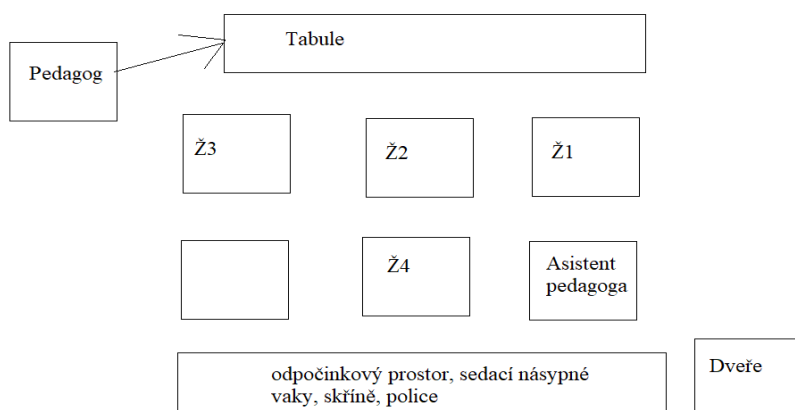 Tabule
Pedagog
Ž3
Ž2
Ž1
Ž4
Asistent
pedagoga
odpočinkový prostor, sedací násypné
vaky, skříně, police
Dveře